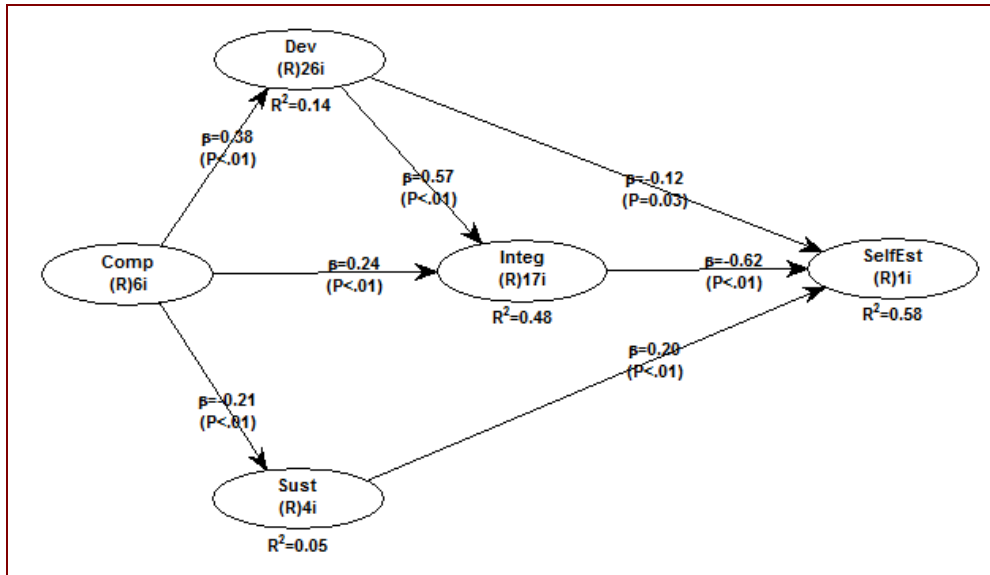 Dev
(R)26i
R²=0.14
β=0.38
(P<.01)
β=0.57
(P<.01)
β=-0.12
(P=0.03)
Comp
(R)6i
β=0.24
(P<.01)
Integ
(R)17i
R²=0.48
β=-0.62
(P<.01)
SelfEst
(R)1i
R²=0.58
β=-0.21
(P<.01)
β=0.20
(P<.01)
Sust
(R)4i
R²=0.05